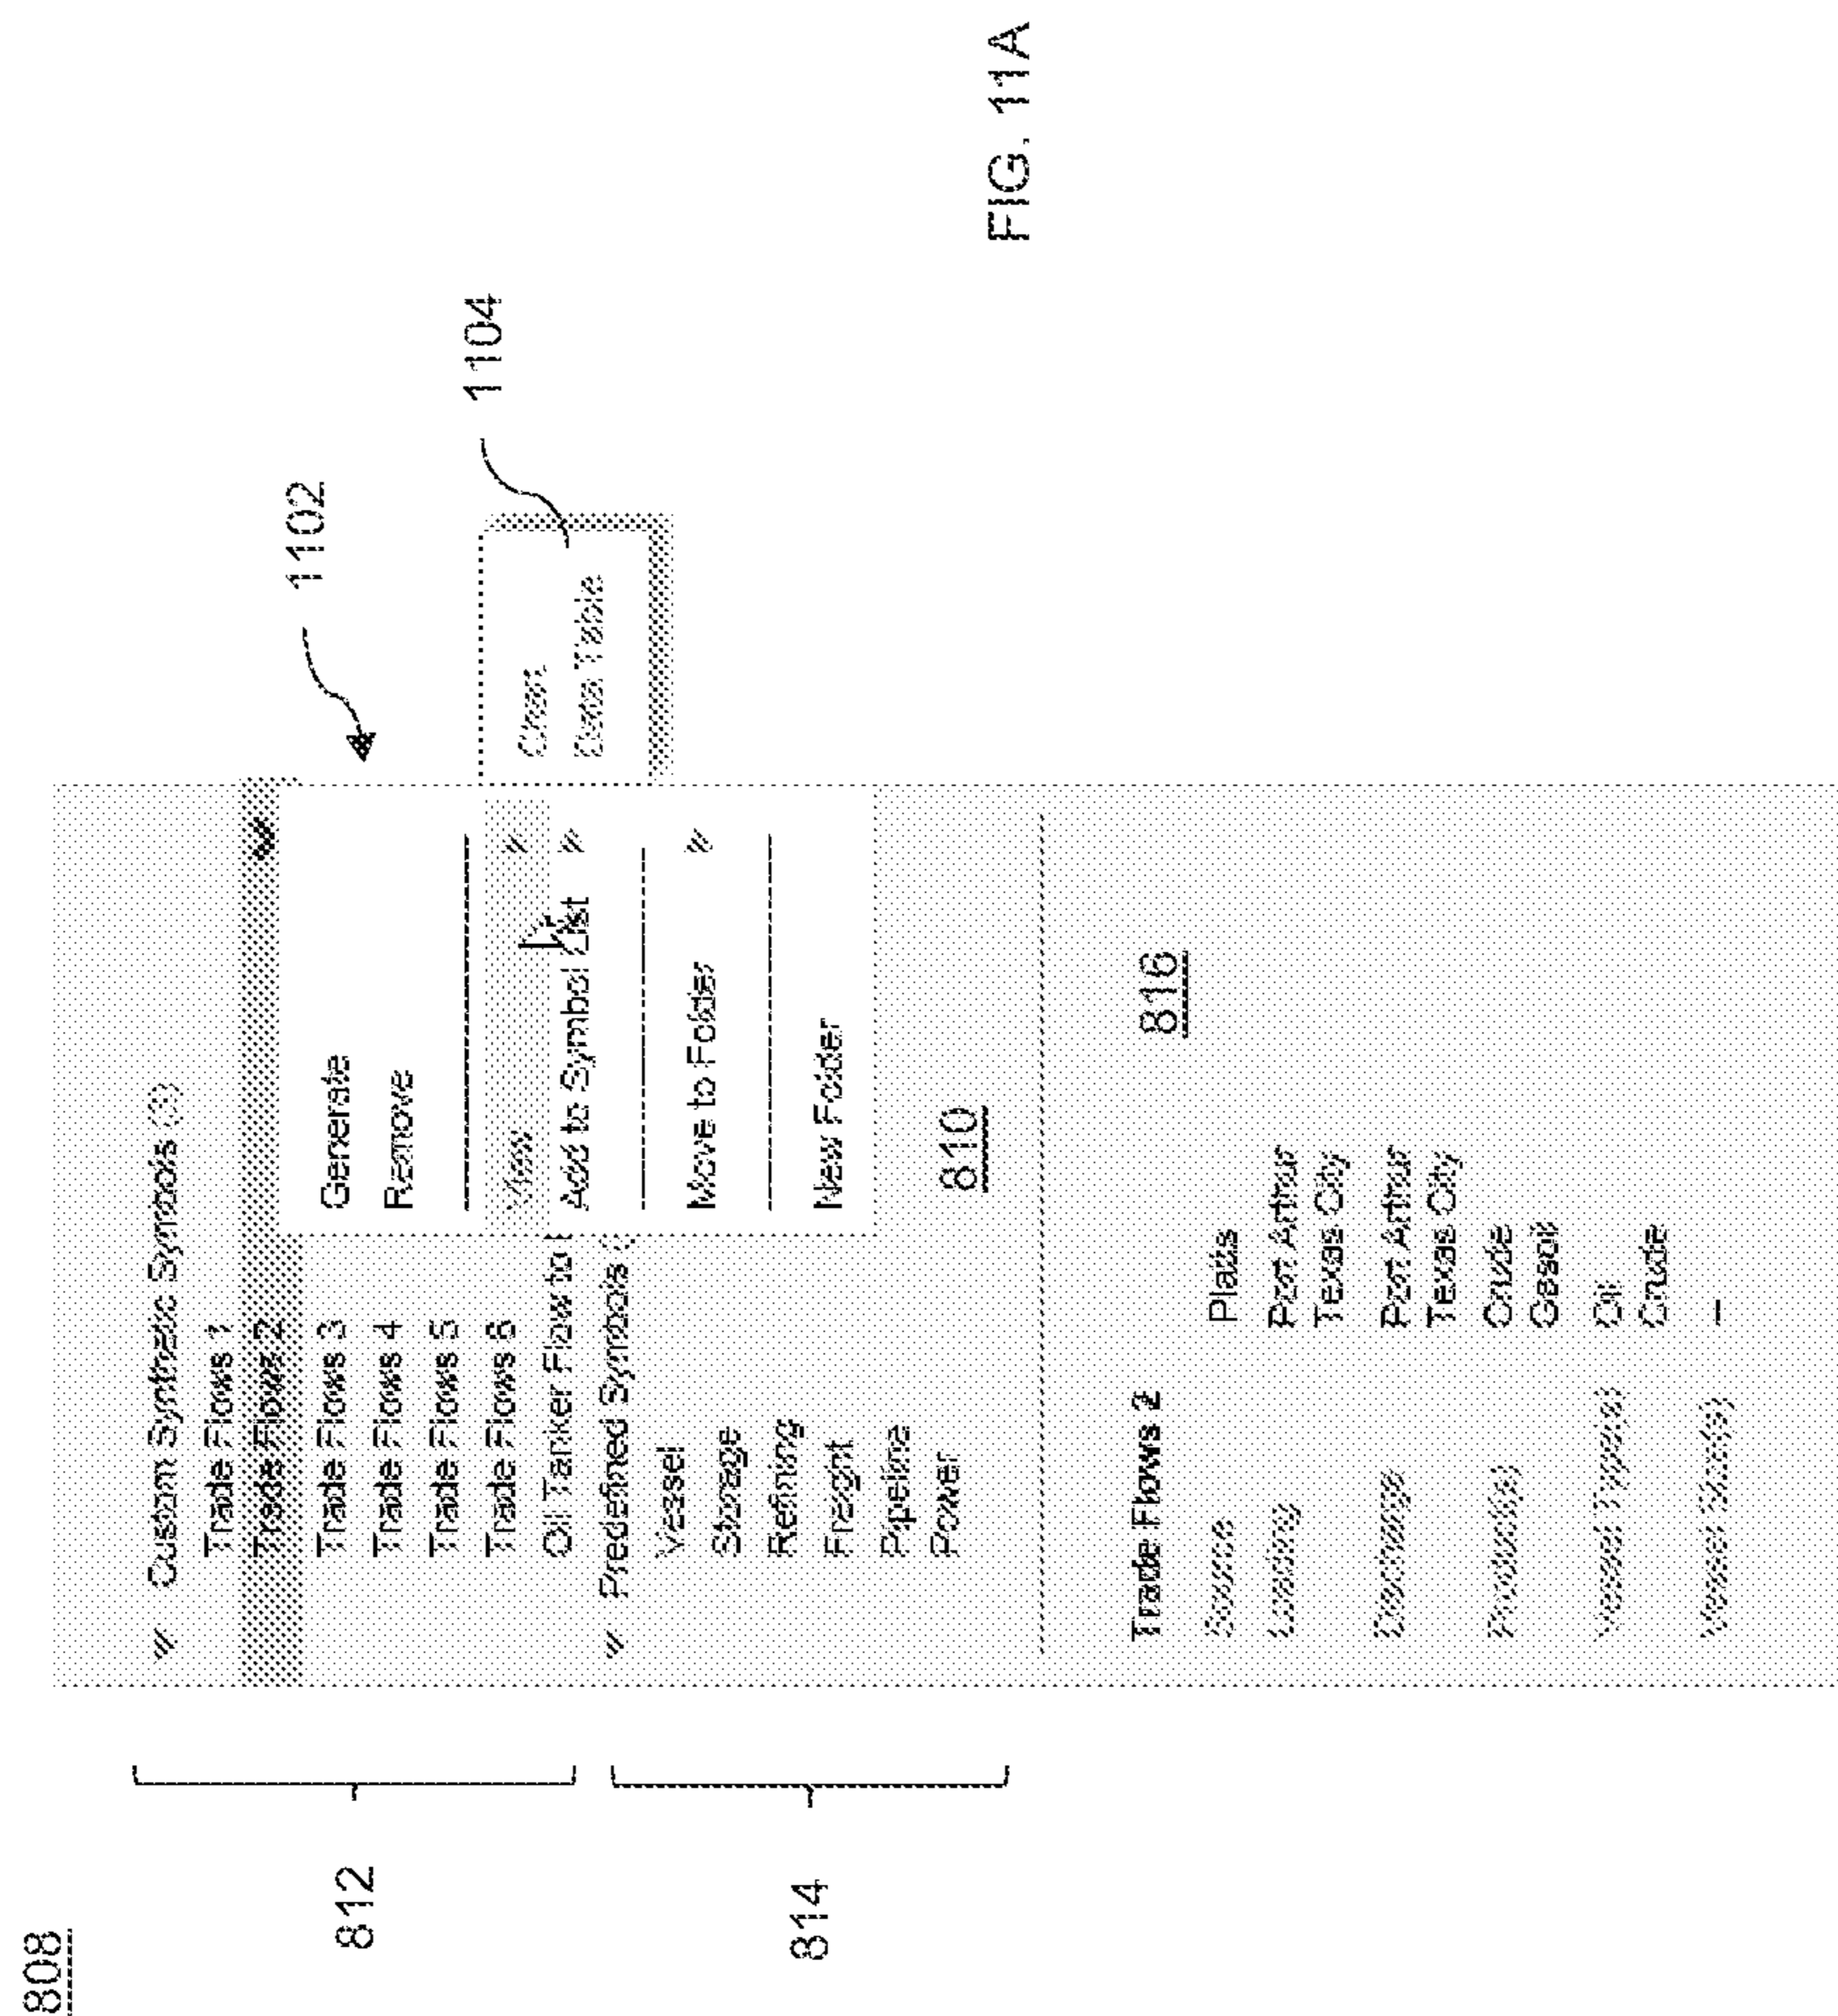 808
812
814
Custom Synthetic Symbols (3)
Trade Flows 1
Trade Flows 2
Trade Flows 3
Trade Flows 4
Trade Flows 5
Trade Flows 6
Oil Tanker Flow to
Predefined Symbols (
Vessel
Storage
Refining
Freight
Pipeline
Power
810
Generate
Remove
View
Add to Symbol List
Move to Folder
New Folder
1102
Chart
Data Table
1104
816
Trade Flows 2
Source Platts
Loading Port Arthur
Texas City
Discharge Port Arthur
Texas City
Product(s) Crude
Gasoil
Vessel Type(s) Oil
Crude
Vessel State(s) –
FIG. 11A